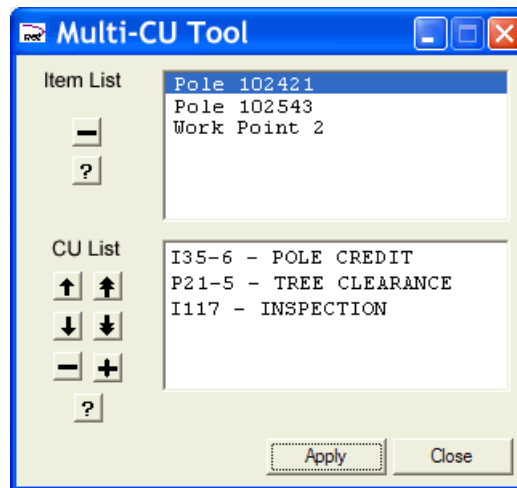 Multi-CU Tool
Item List
Pole 102421
Pole 102543
Work Point 2
?
CU List
I35-6 - POLE CREDIT
P21-5 - TREE CLEARANCE
I117 - INSPECTION
?
Apply
Close